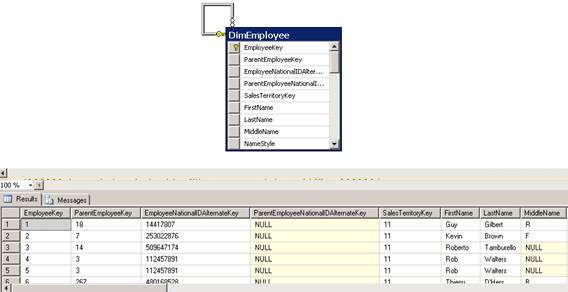 DimEmployee
EmployeeKey
ParentEmployeeKey
EmployeeNationalIDAlter...
ParentEmployeeNationalI...
SalesTerritoryKey
FirstName
LastName
MiddleName
NameStyle
100 %
Results Messages
EmployeeKey ParentEmployeeKey EmployeeNationalIDAlternateKey ParentEmployeeNationalIDAlternateKey SalesTerritoryKey FirstName LastName MiddleName
1 1 18 14417807 NULL 11 Guy Gilbert R
2 2 7 253022876 NULL 11 Kevin Brown F
3 3 14 509647174 NULL 11 Roberto Tamburello NULL
4 4 3 112457891 NULL 11 Rob Walters NULL
5 5 3 112457891 NULL 11 Rob Walters NULL
6 6 267 480168528 NULL 11 Thierry D'Hers B